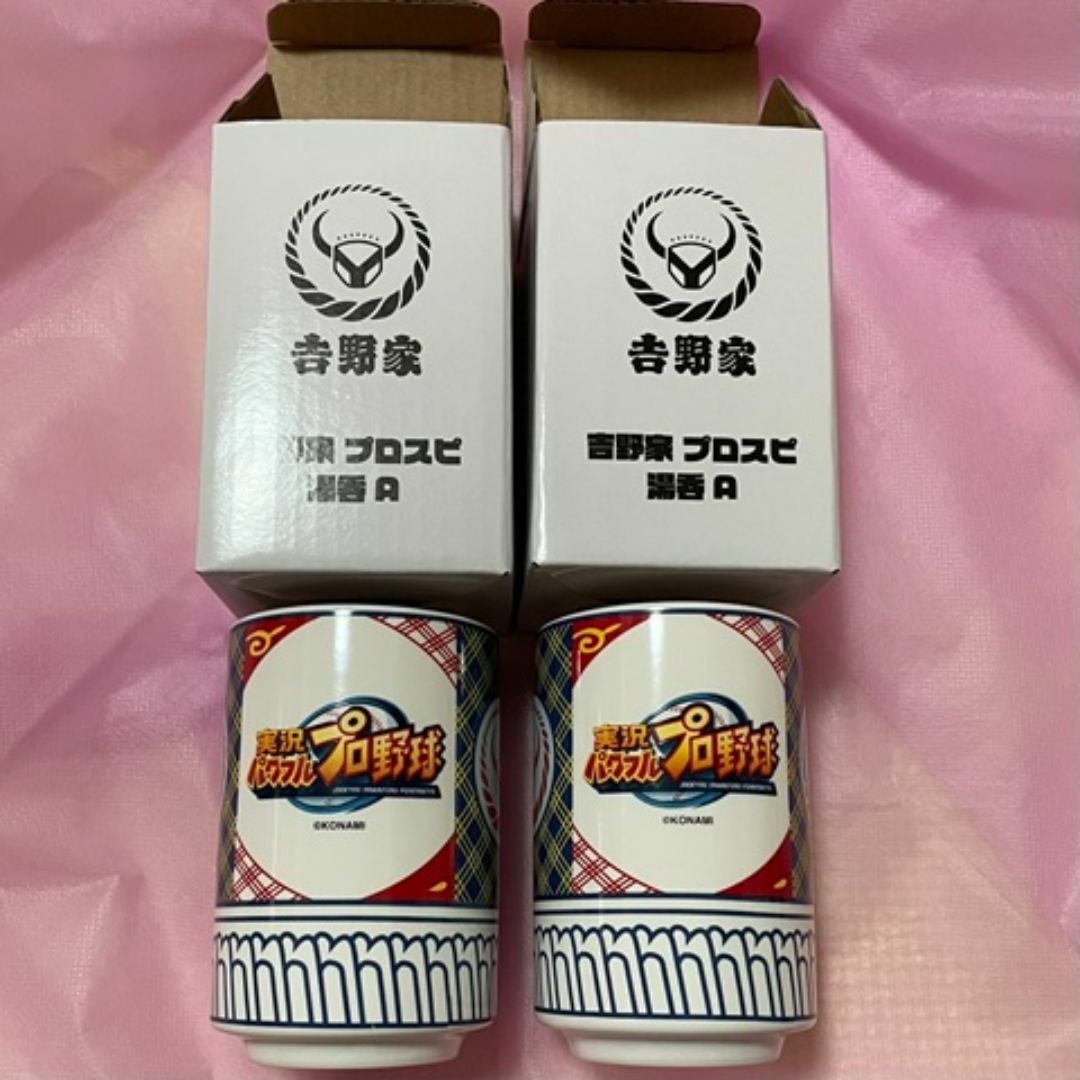 吉野家
家 プロスピ
湯呑 A
吉野家
吉野家 プロスピ
湯呑 A
実況
パワフル
プロ野球
©KONAMI
実況
パワフル
プロ野球
©KONAMI